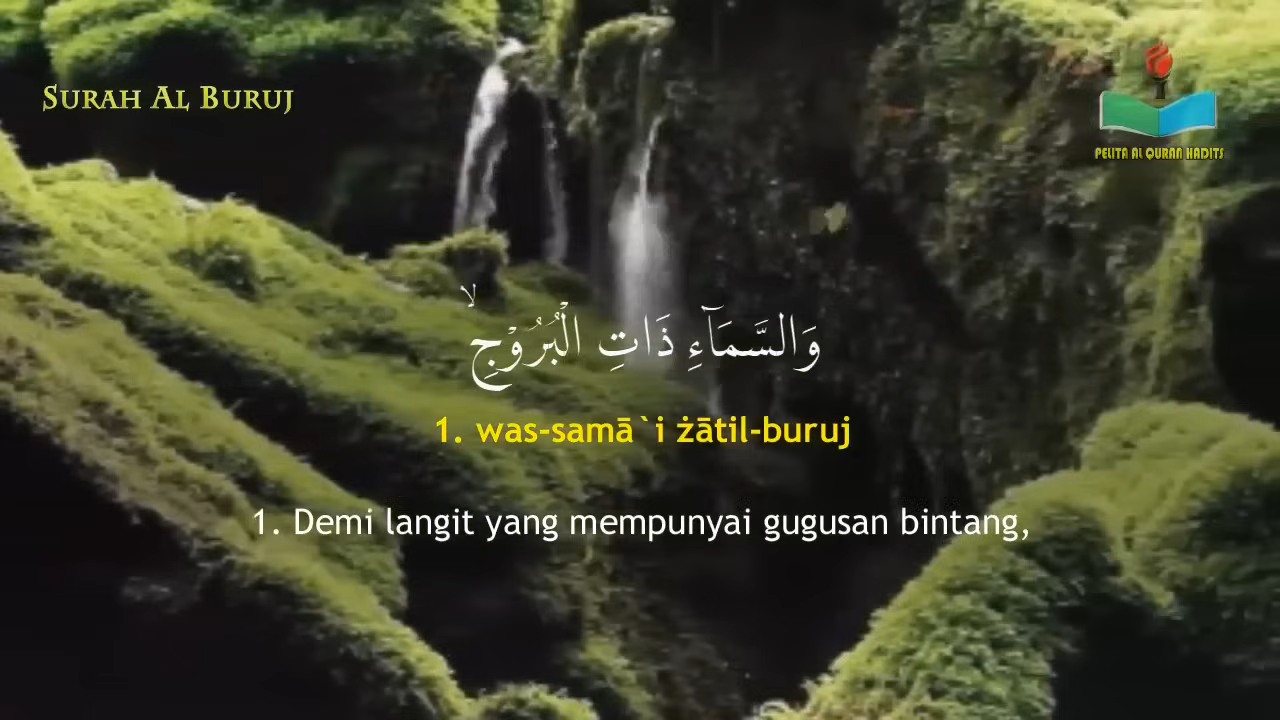 SURAH AL BURUJ
PELITA AL QURAN HADITS
وَالسَّمَاۤءِ ذَاتِ الْبُرُوْجِۙ
1. was-samā`i żātil-buruj
1. Demi langit yang mempunyai gugusan bintang,